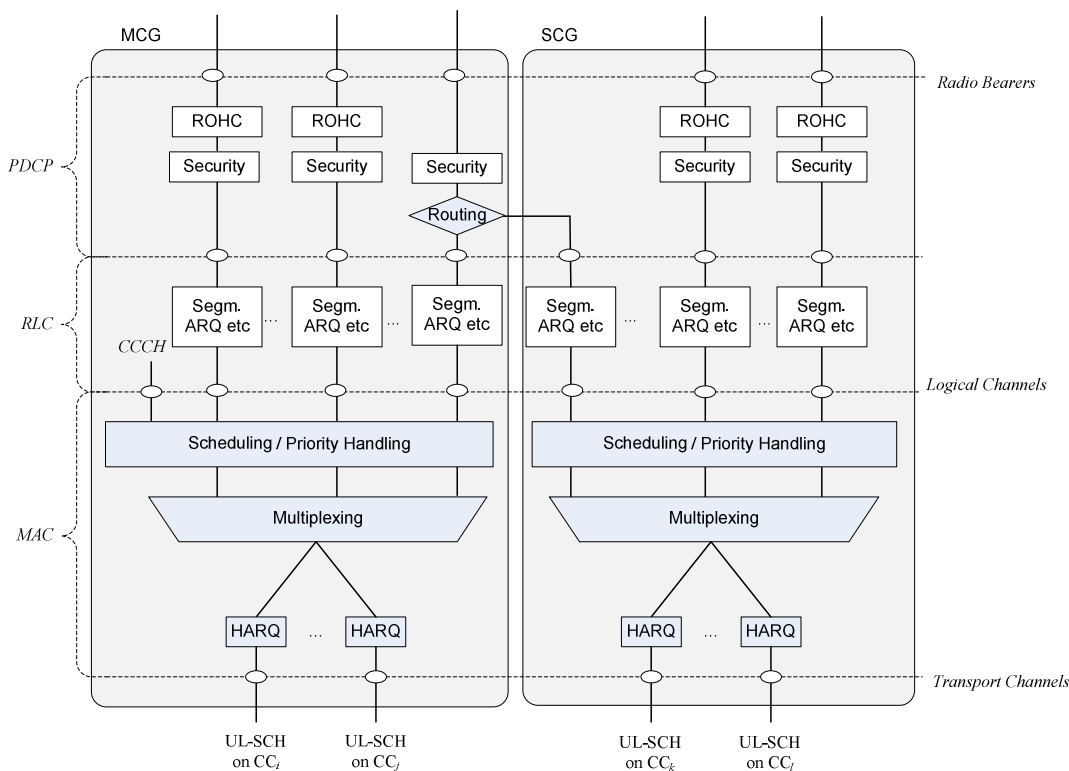 MCG
SCG
Radio Bearers
ROHC
ROHC
ROHC
ROHC
PDCP
Security
Security
Security
Security
Security
Routing
RLC
Segm.
ARQ etc
...
Segm.
ARQ etc
...
Segm.
ARQ etc
Segm.
ARQ etc
...
Segm.
ARQ etc
...
Segm.
ARQ etc
CCCH
Logical Channels
Scheduling / Priority Handling
Scheduling / Priority Handling
MAC
Multiplexing
Multiplexing
HARQ
...
HARQ
HARQ
...
HARQ
Transport Channels
UL-SCH
on CCi
UL-SCH
on CCj
UL-SCH
on CCk
UL-SCH
on CCl